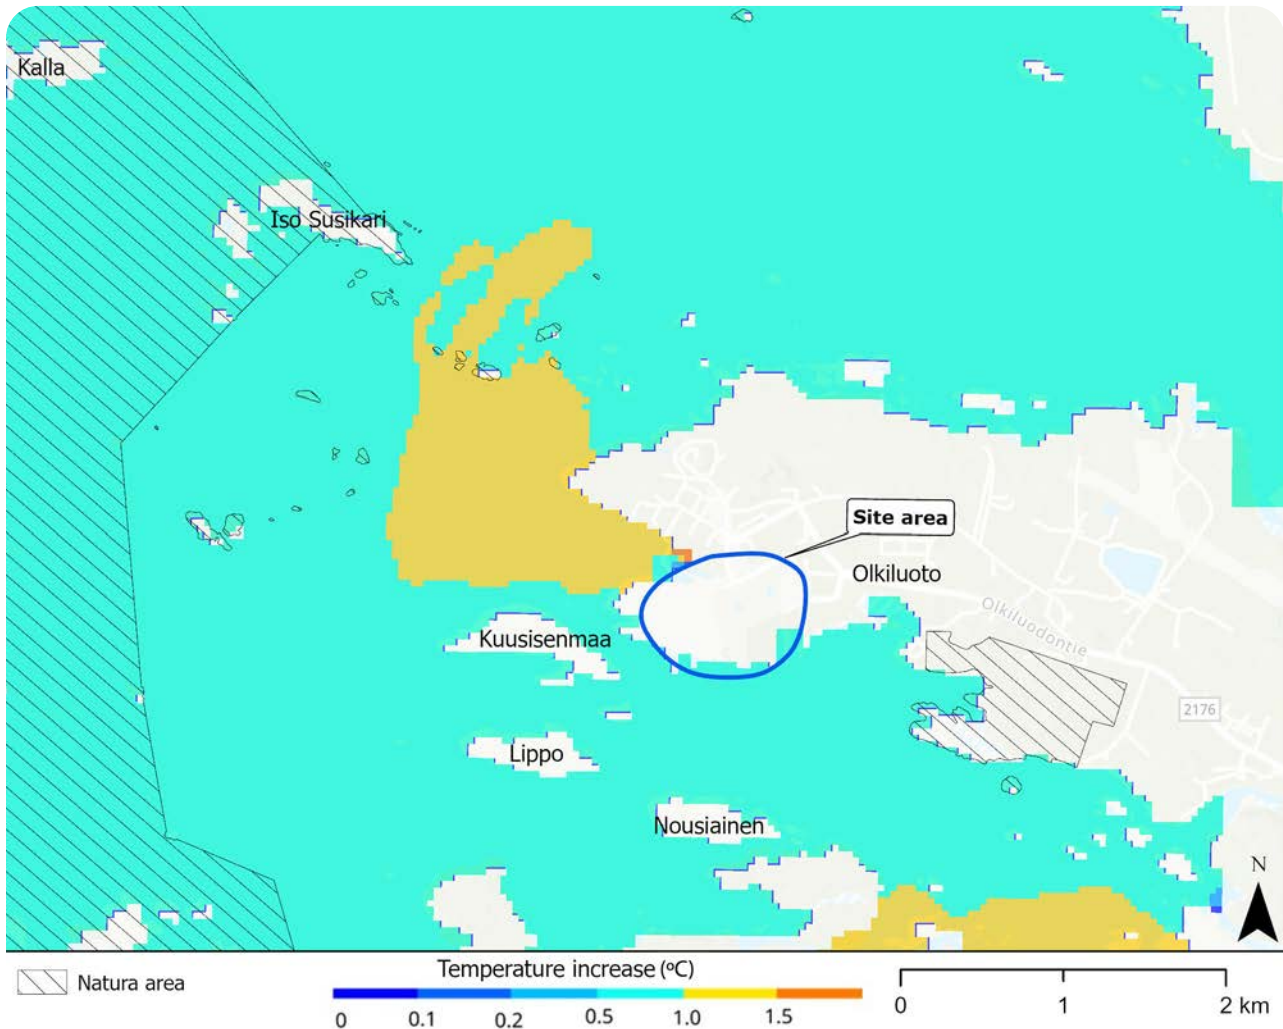 Kalla
Iso Susikari
Site area
Olkiluoto
Olkiluodontie
Kuusisenmaa
2176
Lippo
Nousiainen
N
Natura area
Temperature increase (ºC)
0 0.1 0.2 0.5 1.0 1.5
0 1 2 km